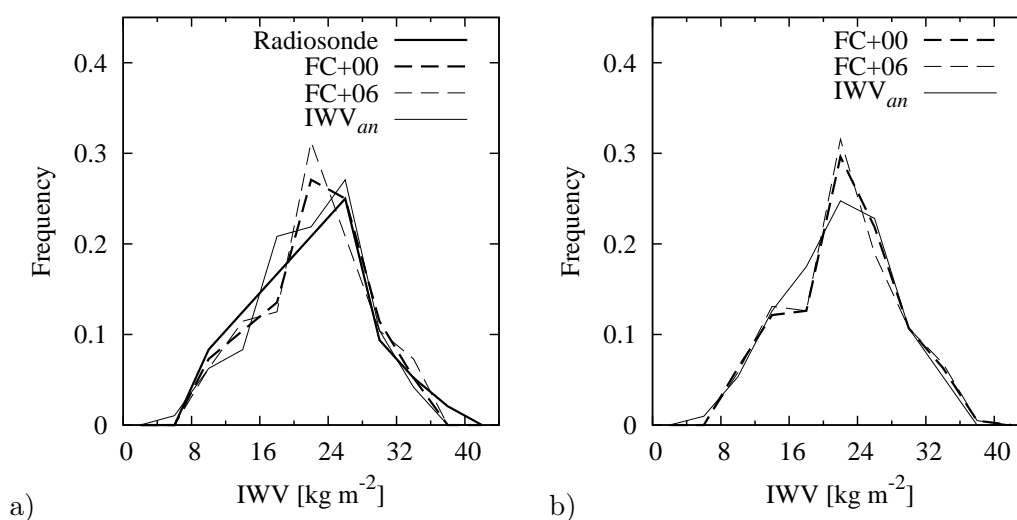 Radiosonde
FC+00
FC+06
IWV_an
0.4
0.3
0.2
0.1
0
Frequency
0 8 16 24 32 40
IWV [kg m^-2]
a)
FC+00
FC+06
IWV_an
0.4
0.3
0.2
0.1
0
Frequency
0 8 16 24 32 40
IWV [kg m^-2]
b)